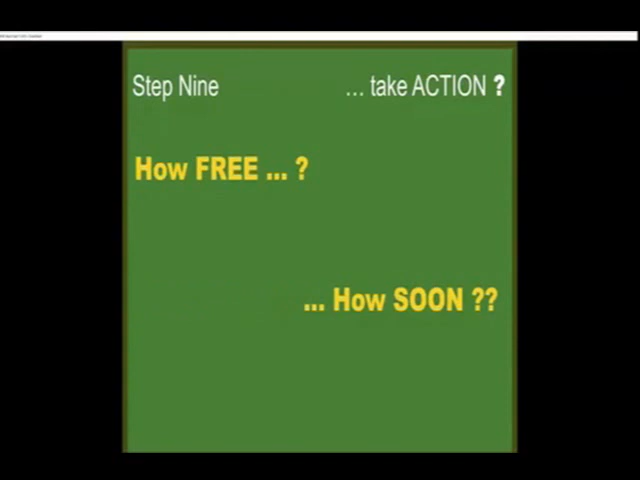 Step Nine ... take ACTION ?
How FREE ... ?
... How SOON ??